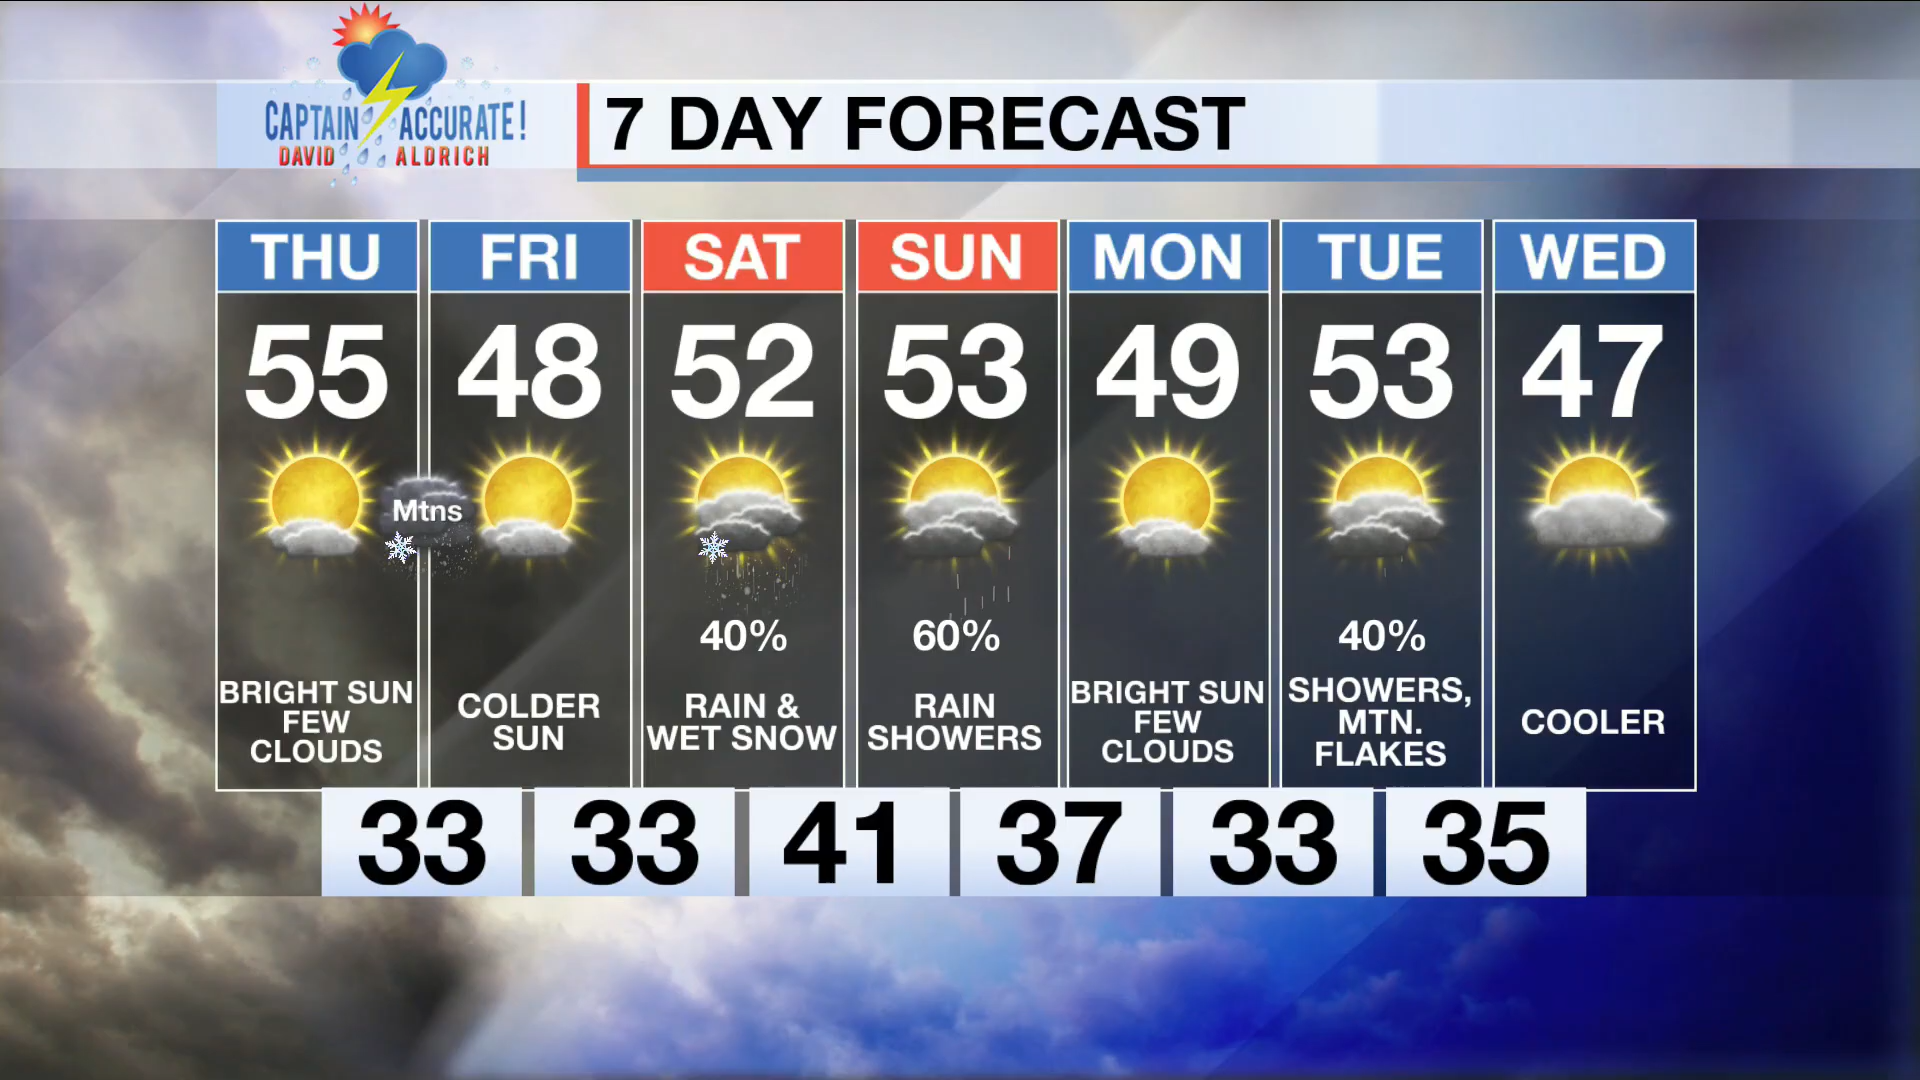 CAPTAIN ACCURATE!
DAVID ALDRICH
7 DAY FORECAST
THU FRI SAT SUN MON TUE WED
55 48 52 53 49 53 47
Mtns
40% 60% 40%
BRIGHT SUN
FEW
CLOUDS
COLDER
SUN
RAIN &
WET SNOW
RAIN
SHOWERS
BRIGHT SUN
FEW
CLOUDS
SHOWERS,
MTN.
FLAKES
COOLER
33 33 41 37 33 35